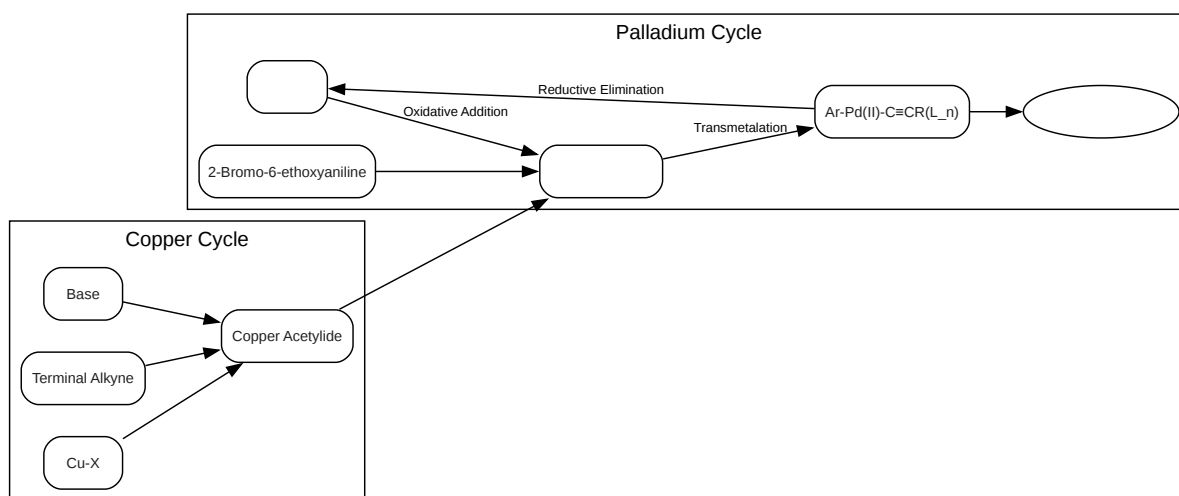 Palladium Cycle
Reductive Elimination
Oxidative Addition
Ar-Pd(II)-C≡CR(L_n)
Transmetalation
2-Bromo-6-ethoxyaniline
Copper Cycle
Base
Copper Acetylide
Terminal Alkyne
Cu-X